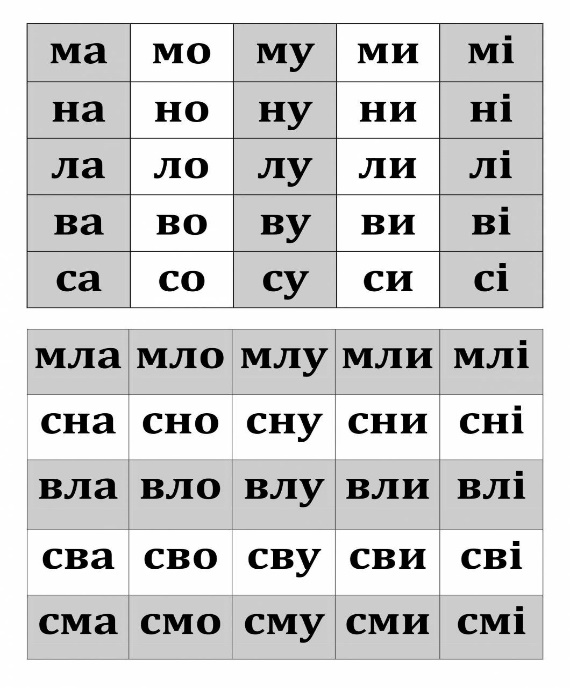 ма мо му ми мі
на но ну ни ні
ла ло лу ли лі
ва во ву ви ві
са со су си сі
мла мло млу мли млі
сна сно сну сни сні
вла вло влу вли влі
сва сво сву сви сві
сма смо сму сми смі